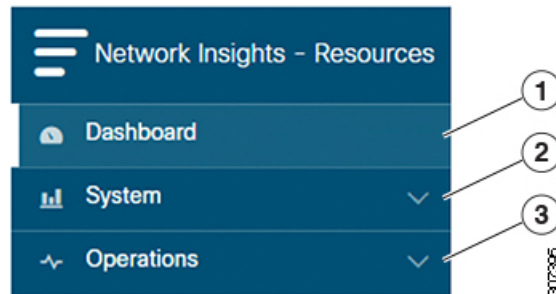 Network Insights – Resources
1
Dashboard
2
System
3
Operations